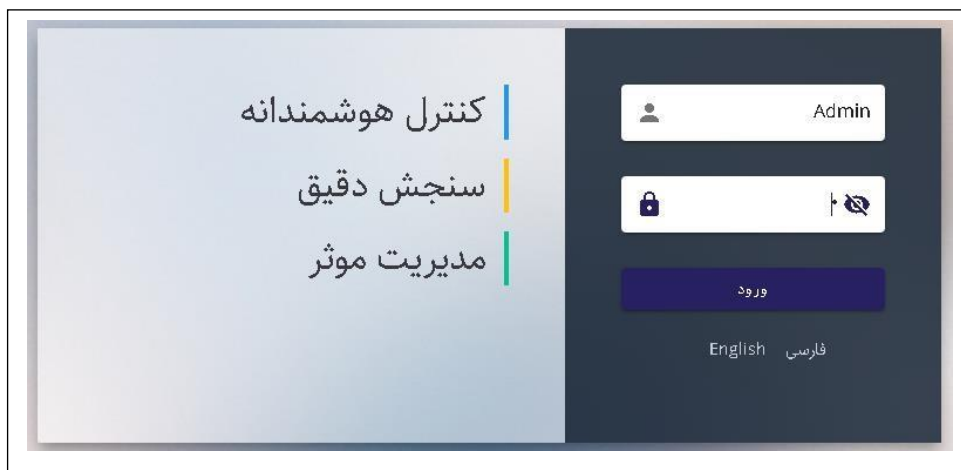 کنترل هوشمندانه
سنجش دقیق
مدیریت موثر
Admin
ورود
فارسی English